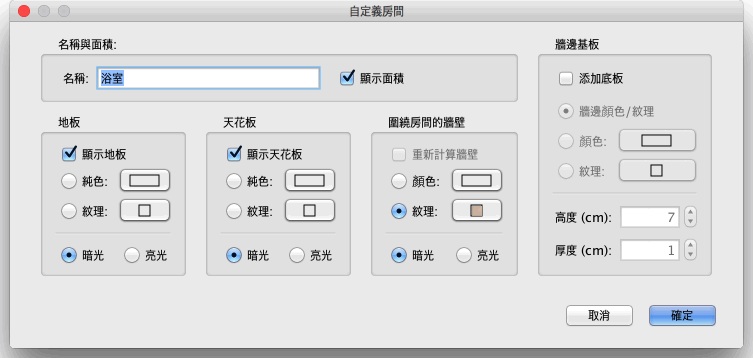 自定義房間
名稱與面積:
名稱: 浴室 顯示面積
地板
顯示地板
純色:
紋理:
暗光 亮光
天花板
顯示天花板
純色:
紋理:
暗光 亮光
圍繞房間的牆壁
重新計算牆壁
顏色:
紋理:
暗光 亮光
牆邊基板
添加底板
牆邊顏色/紋理
顏色:
紋理:
高度 (cm): 7
厚度 (cm): 1
取消 確定